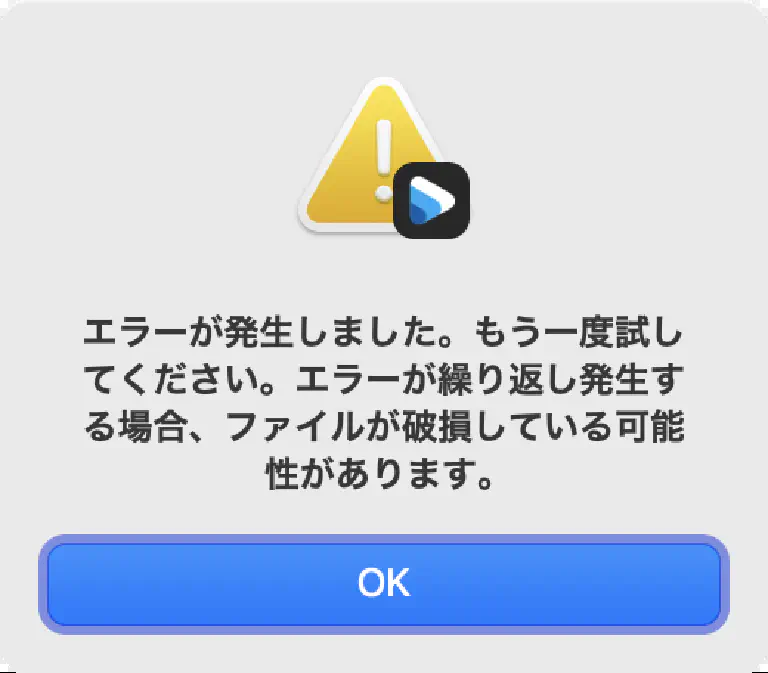 エラーが発生しました。もう一度試し
てください。エラーが繰り返し発生す
る場合、ファイルが破損している可能
性があります。
OK